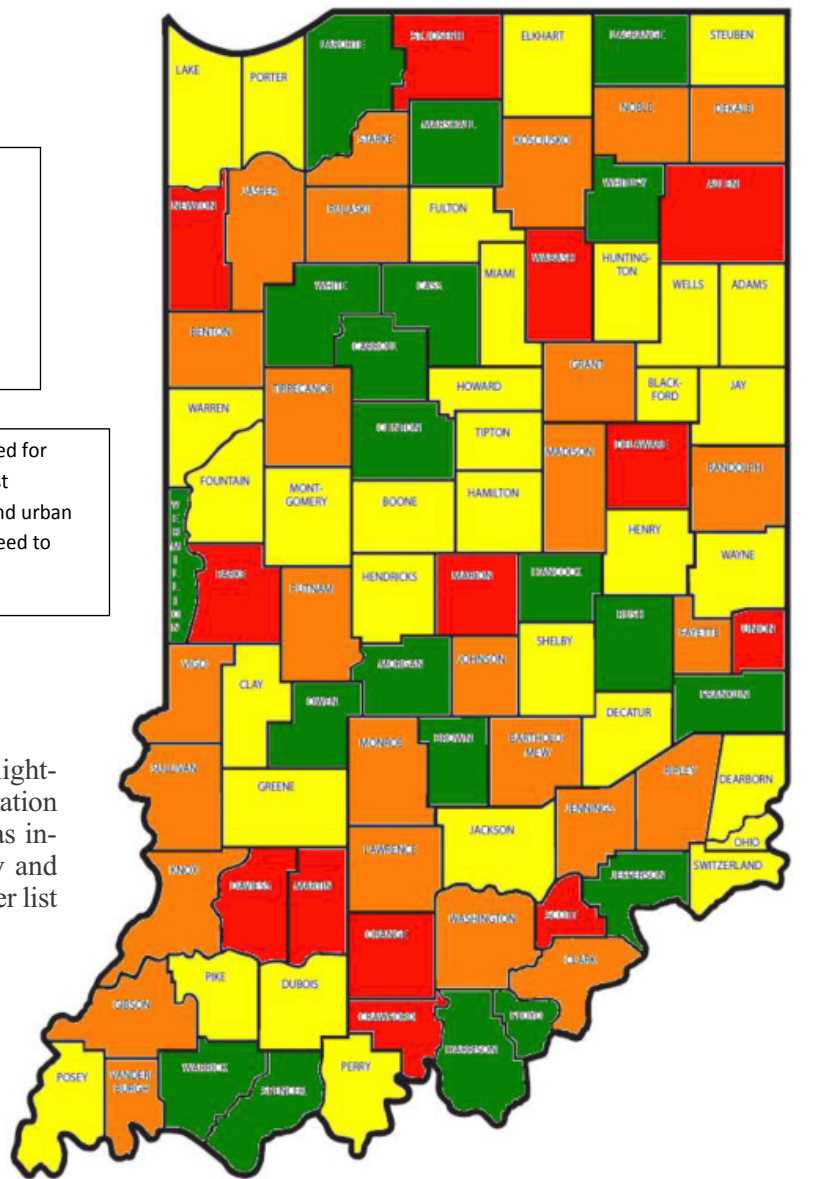 ed for
st
nd urban
eed to
light-
ration
as in-
y and
er list
LAPORTE
ST. JOSEPH
ELKHART
LAGRANGE
STEUBEN
LAKE
PORTER
NOBLE
DEKALB
MARSHALL
STARKE
KOSCIUSKO
WHITLEY
ALLEN
NEWTON
JASPER
PULASKI
FULTON
MIAMI
WABASH
HUNTING-
TON
WHITE
CASS
WELLS
ADAMS
BENTON
CARROLL
GRANT
TIPPECANOE
HOWARD
BLACK-
FORD
JAY
WARREN
CLINTON
TIPTON
MADISON
DELAWARE
RANDOLPH
FOUNTAIN
MONT-
GOMERY
BOONE
HAMILTON
VERMILLION
HENRY
WAYNE
PARKE
PUTNAM
HENDRICKS
MARION
HANCOCK
RUSH
FAYETTE
UNION
SHELBY
VIGO
CLAY
MORGAN
JOHNSON
OWEN
FRANKLIN
DECATUR
MONROE
BROWN
BARTHOLO
MEW
SULLIVAN
GREENE
RIPLEY
DEARBORN
JENNINGS
JACKSON
OHIO
LAWRENCE
SWITZERLAND
KNOX
DAVIESS
MARTIN
JEFFERSON
WASHINGTON
SCOTT
ORANGE
CLARK
PIKE
DUBOIS
GIBSON
CRAWFORD
FLOYD
HARRISON
POSEY
VANDER
BURGH
WARRICK
SPENCER
PERRY